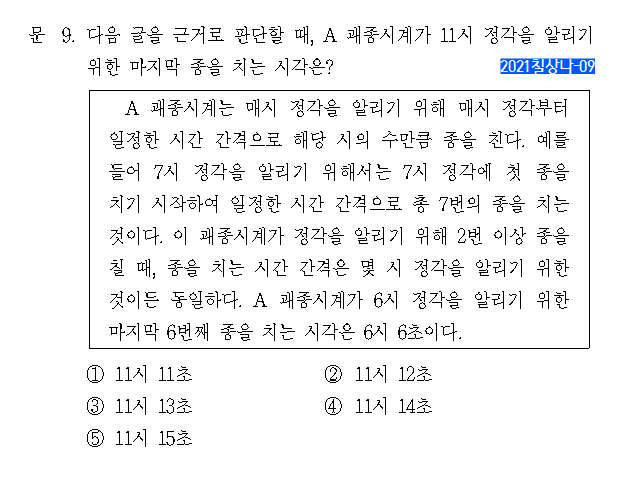 문 9. 다음 글을 근거로 판단할 때, A 괘종시계가 11시 정각을 알리기
위한 마지막 종을 치는 시각은?
2021칠상나-09
A 괘종시계는 매시 정각을 알리기 위해 매시 정각부터
일정한 시간 간격으로 해당 시의 수만큼 종을 친다. 예를
들어 7시 정각을 알리기 위해서는 7시 정각에 첫 종을
치기 시작하여 일정한 시간 간격으로 총 7번의 종을 치는
것이다. 이 괘종시계가 정각을 알리기 위해 2번 이상 종을
칠 때, 종을 치는 시간 간격은 몇 시 정각을 알리기 위한
것이든 동일하다. A 괘종시계가 6시 정각을 알리기 위한
마지막 6번째 종을 치는 시각은 6시 6초이다.
① 11시 11초
② 11시 12초
③ 11시 13초
④ 11시 14초
⑤ 11시 15초